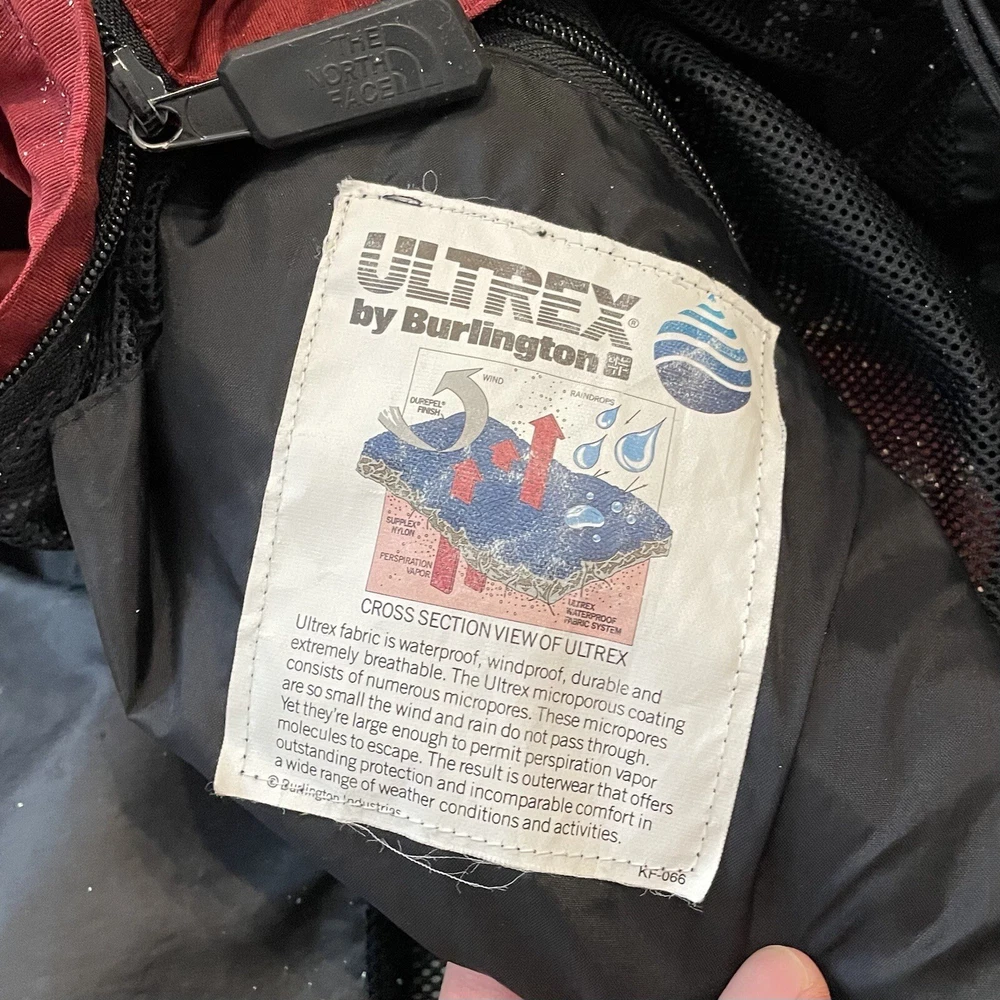 THE
NORTH
FACE
ULTREX®
by Burlington
WIND
RAINDROPS
DUREPEL®
FINISH
SUPPLEX®
NYLON
PERSPIRATION
VAPOR
ULTREX
WATERPROOF
FABRIC SYSTEM
CROSS SECTION VIEW OF ULTREX
Ultrex fabric is waterproof, windproof, durable and
extremely breathable. The Ultrex microporous coating
consists of numerous micropores. These micropores
are so small the wind and rain do not pass through.
Yet they're large enough to permit perspiration vapor
molecules to escape. The result is outerwear that offers
outstanding protection and incomparable comfort in
a wide range of weather conditions and activities.
© Burlington Industries
KF-066